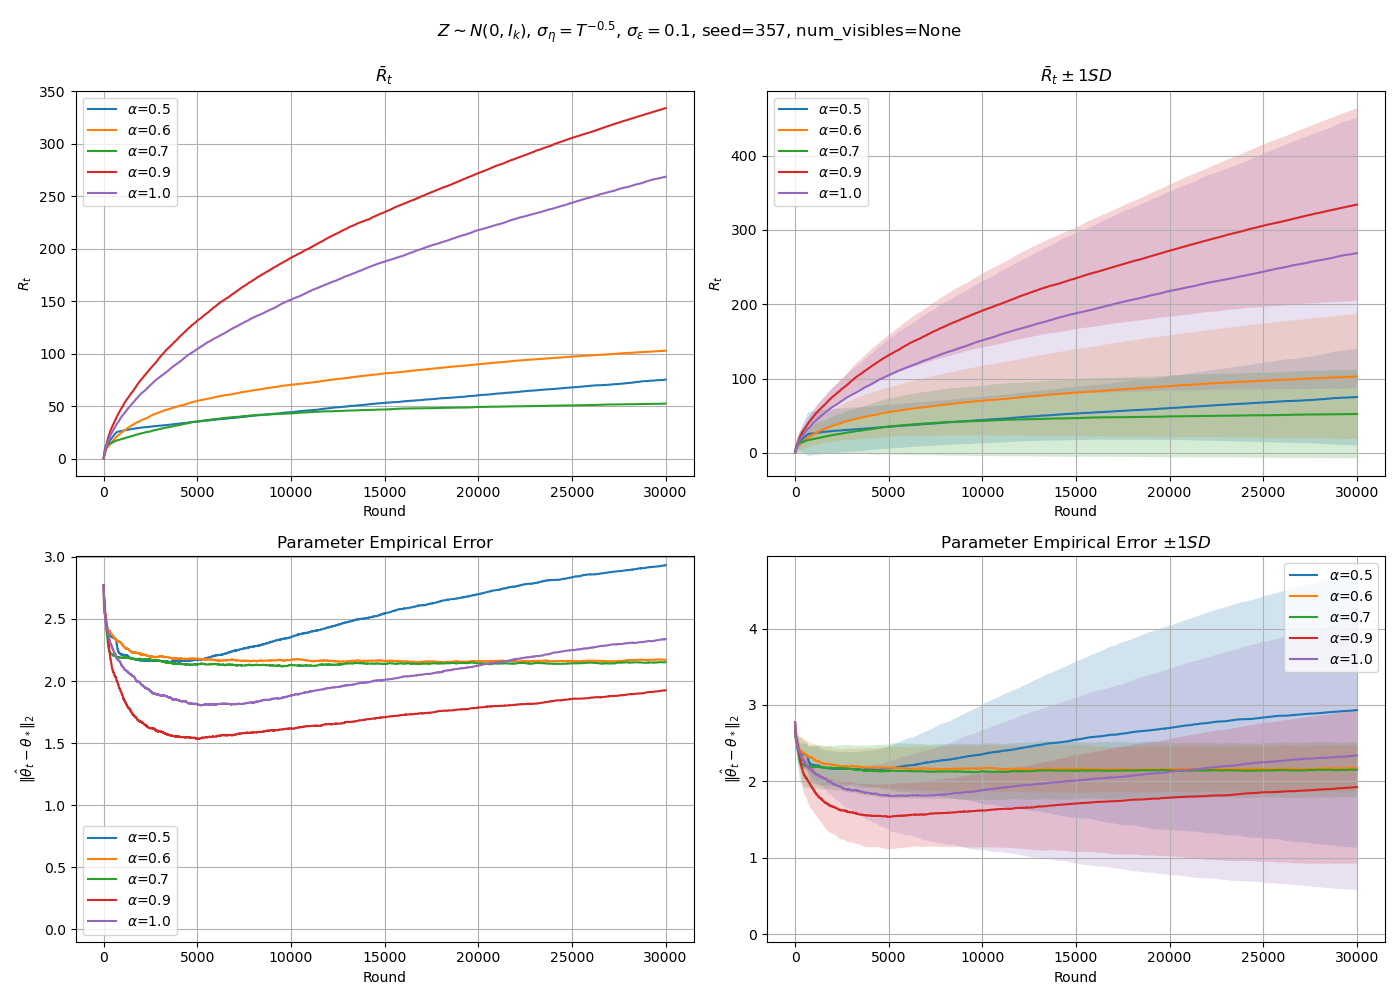 Z ~ N(0, I_k), σ_η = T^{−0.5}, σ_ε = 0.1, seed=357, num_visibles=None
R̄_t
350
300
250
200
150
100
50
0
R_t
α=0.5
α=0.6
α=0.7
α=0.9
α=1.0
0 5000 10000 15000 20000 25000 30000
Round
R̄_t ± 1SD
400
300
200
100
0
R_t
α=0.5
α=0.6
α=0.7
α=0.9
α=1.0
0 5000 10000 15000 20000 25000 30000
Round
Parameter Empirical Error
3.0
2.5
2.0
1.5
1.0
0.5
0.0
‖θ̂_t − θ_*‖_2
α=0.5
α=0.6
α=0.7
α=0.9
α=1.0
0 5000 10000 15000 20000 25000 30000
Round
Parameter Empirical Error ±1SD
4
3
2
1
0
‖θ̂_t − θ_*‖_2
α=0.5
α=0.6
α=0.7
α=0.9
α=1.0
0 5000 10000 15000 20000 25000 30000
Round